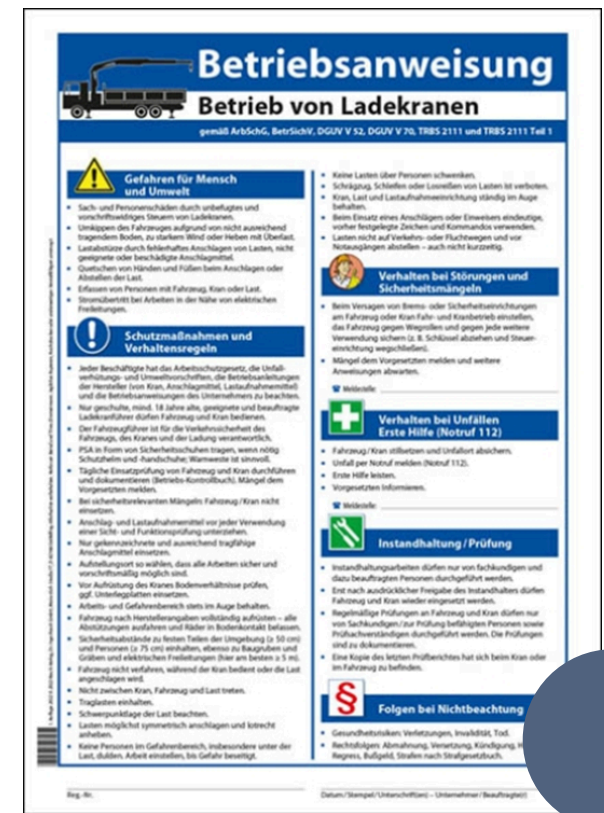 Betriebsanweisung
Betrieb von Ladekranen
gemäß ArbSchG, BetrSichV, DGUV V 52, DGUV V 70, TRBS 2111 und TRBS 2111 Teil 1
Gefahren für Mensch
und Umwelt
Sach- und Personenschäden durch unbefugtes und
vorschriftswidriges Steuern von Ladekranen.
Umkippen des Fahrzeuges aufgrund von nicht ausreichend
tragendem Boden, zu starkem Wind oder Heben mit Überlast.
Lastabstürze durch fehlerhaftes Anschlagen von Lasten, nicht
geeignete oder beschädigte Anschlagmittel.
Quetschen von Händen und Füßen beim Anschlagen oder
Abstellen der Last.
Erfassen von Personen mit Fahrzeug, Kran oder Last.
Stromübertritt bei Arbeiten in der Nähe von elektrischen
Freileitungen.
Schutzmaßnahmen und
Verhaltensregeln
Jeder Beschäftigte hat das Arbeitsschutzgesetz, die Unfall-
verhütungs- und Umweltvorschriften, die Betriebsanleitungen
der Hersteller (von Kran, Anschlagmittel, Lastaufnahmemittel)
und die Betriebsanweisungen des Unternehmers zu beachten.
Nur geschulte, mind. 18 Jahre alte, geeignete und beauftragte
Ladekranführer dürfen Fahrzeug und Kran bedienen.
Der Fahrzeugführer ist für die Verkehrssicherheit des
Fahrzeugs, des Kranes und der Ladung verantwortlich.
PSA in Form von Sicherheitsschuhen tragen, wenn nötig
Schutzhelm und -handschuhe; Warnweste ist sinnvoll.
Tägliche Einsatzprüfung von Fahrzeug und Kran durchführen
und dokumentieren (Betriebs-Kontrollbuch). Mängel dem
Vorgesetzten melden.
Bei sicherheitsrelevanten Mängeln: Fahrzeug/Kran nicht
einsetzen.
Anschlag- und Lastaufnahmemittel vor jeder Verwendung
einer Sicht- und Funktionsprüfung unterziehen.
Nur gekennzeichnete und ausreichend tragfähige
Anschlagmittel einsetzen.
Aufstellungsort so wählen, dass alle Arbeiten sicher und
vorschriftsmäßig möglich sind.
Vor Aufrüstung des Kranes Bodenverhältnisse prüfen,
ggf. Unterlegplatten einsetzen.
Arbeits- und Gefahrenbereich stets im Auge behalten.
Fahrzeug nach Herstellerangaben vollständig aufrüsten – alle
Abstützungen ausfahren und Räder in Bodenkontakt belassen.
Sicherheitsabstände zu festen Teilen der Umgebung (≥ 50 cm)
und Personen (≥ 75 cm) einhalten, ebenso zu Baugruben und
Gräben und elektrischen Freileitungen (hier am besten ≥ 5 m).
Fahrzeug nicht verfahren, während der Kran bedient oder die Last
angeschlagen wird.
Nicht zwischen Kran, Fahrzeug und Last treten.
Traglasten einhalten.
Schwerpunktlage der Last beachten.
Lasten möglichst symmetrisch anschlagen und lotrecht
anheben.
Keine Personen im Gefahrenbereich, insbesondere unter der
Last, dulden. Arbeit einstellen, bis Gefahr beseitigt.
Keine Lasten über Personen schwenken.
Schrägzug, Schleifen oder Losreißen von Lasten ist verboten.
Kran, Last und Lastaufnahmeeinrichtung ständig im Auge
behalten.
Beim Einsatz eines Anschlägers oder Einweisers eindeutige,
vorher festgelegte Zeichen und Kommandos verwenden.
Lasten nicht auf Verkehrs- oder Fluchtwegen und vor
Notausgängen abstellen – auch nicht kurzzeitig.
Verhalten bei Störungen und
Sicherheitsmängeln
Beim Versagen von Brems- oder Sicherheitseinrichtungen
am Fahrzeug oder Kran Fahr- und Kranbetrieb einstellen,
das Fahrzeug gegen Wegrollen und gegen jede weitere
Verwendung sichern (z. B. Schlüssel abziehen und Steuer-
einrichtung wegschließen).
Mängel dem Vorgesetzten melden und weitere
Anweisungen abwarten.
Meldestelle:
Verhalten bei Unfällen
Erste Hilfe (Notruf 112)
Fahrzeug/Kran stillsetzen und Unfallort absichern.
Unfall per Notruf melden (Notruf 112).
Erste Hilfe leisten.
Vorgesetzten informieren.
Meldestelle:
Instandhaltung/Prüfung
Instandhaltungsarbeiten dürfen nur von fachkundigen und
dazu beauftragten Personen durchgeführt werden.
Erst nach ausdrücklicher Freigabe des Instandhalters dürfen
Fahrzeug und Kran wieder eingesetzt werden.
Regelmäßige Prüfungen an Fahrzeug und Kran dürfen nur
von Sachkundigen/zur Prüfung befähigten Personen sowie
Prüfsachverständigen durchgeführt werden. Die Prüfungen
sind zu dokumentieren.
Eine Kopie des letzten Prüfberichtes hat sich beim Kran oder
im Fahrzeug zu befinden.
Folgen bei Nichtbeachtung
Gesundheitsrisiken: Verletzungen, Invalidität, Tod.
Rechtsfolgen: Abmahnung, Versetzung, Kündigung,
Regress, Bußgeld, Strafen nach Strafgesetzbuch.
Reg.-Nr.
Datum/Stempel/Unterschrift(en) – Unternehmer/Beauftragte(r)